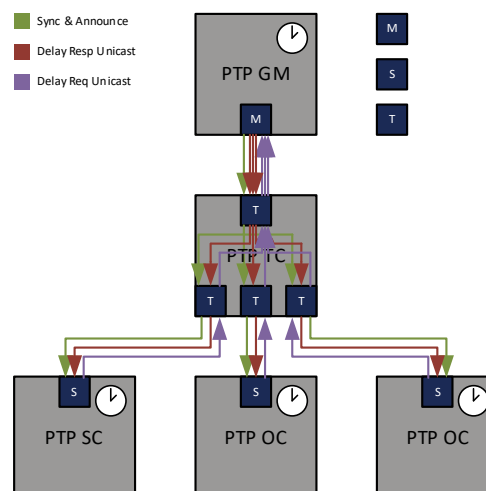 Sync & Announce
Delay Resp Unicast
Delay Req Unicast
M
S
T
PTP GM
M
T
PTP TC
T
T
T
S
S
S
PTP SC
PTP OC
PTP OC